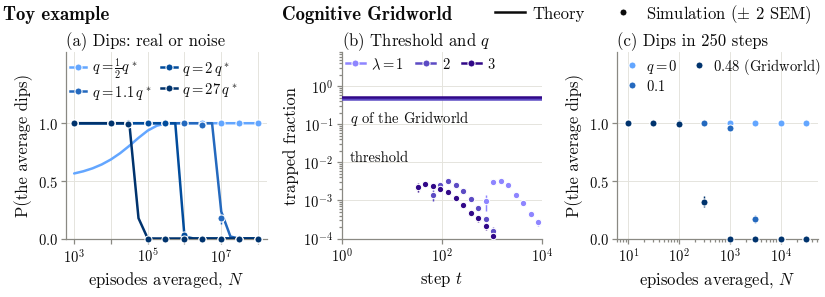 Toy example
Cognitive Gridworld
Theory
Simulation (± 2 SEM)
(a) Dips: real or noise
q=½q*
q=2q*
q=1.1q*
q=27q*
P(the average dips)
1.0
0.5
0.0
10³
10⁵
10⁷
episodes averaged, N
(b) Threshold and q
λ=1
2
3
trapped fraction
10⁰
10⁻¹
10⁻²
10⁻³
10⁻⁴
q of the Gridworld
threshold
10⁰
10²
10⁴
step t
(c) Dips in 250 steps
q=0
0.48 (Gridworld)
0.1
P(the average dips)
1.0
0.5
0.0
10¹
10²
10³
10⁴
episodes averaged, N